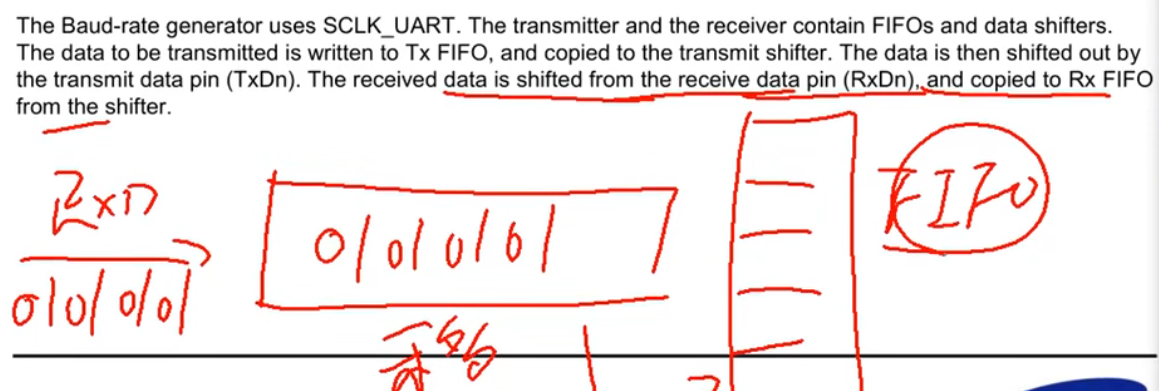 The Baud-rate generator uses SCLK_UART. The transmitter and the receiver contain FIFOs and data shifters.
The data to be transmitted is written to Tx FIFO, and copied to the transmit shifter. The data is then shifted out by
the transmit data pin (TxDn). The received data is shifted from the receive data pin (RxDn), and copied to Rx FIFO
from the shifter.
RxD
FIFO
01010101
01010101